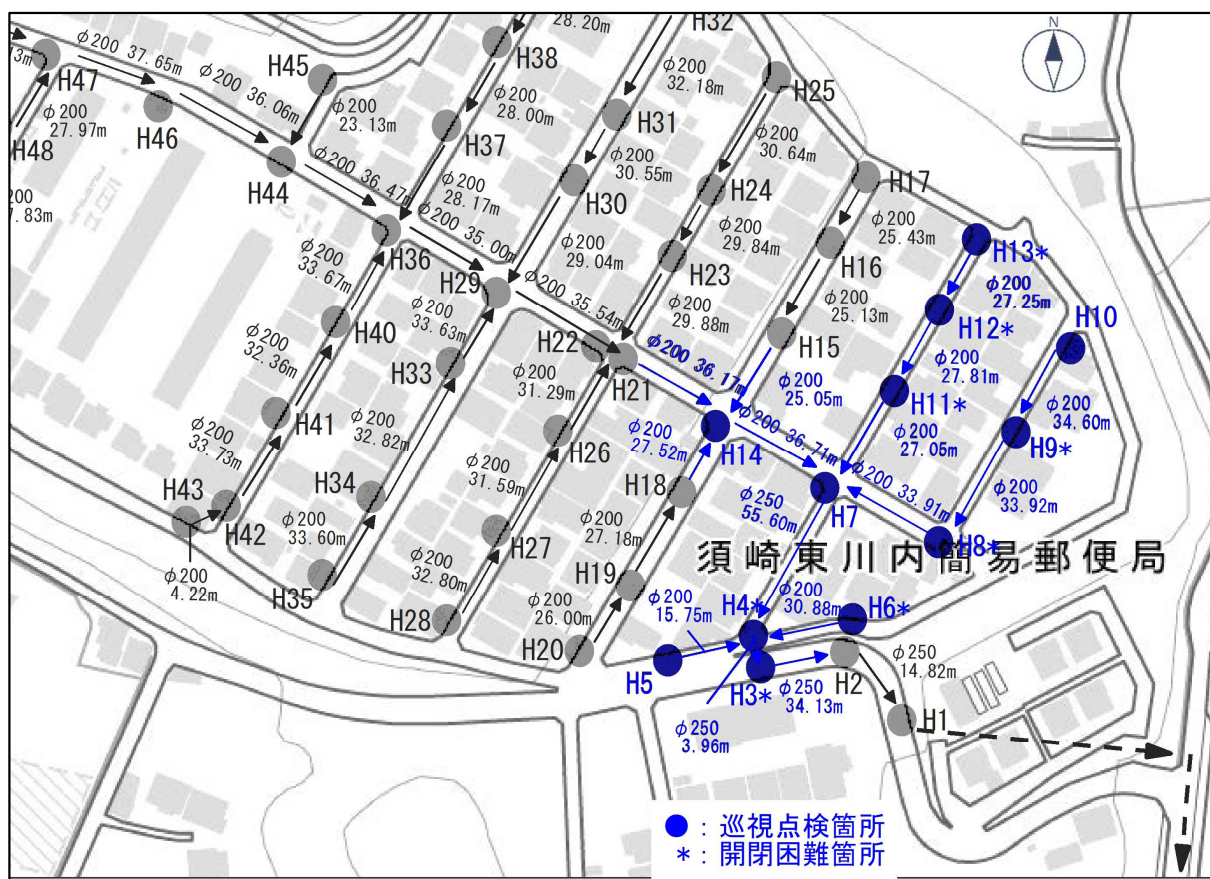 N
H32
28.20m
H38
φ200 37.65m
H45
13m
H47
φ200 36.06m
φ200
32.18m
H25
φ200
23.13m
φ200
28.00m
H31
φ200
27.97m
H46
H37
φ200
30.64m
H48
H44
φ200
30.55m
H17
φ200 36.47m
φ200
28.17m
H24
H30
7.83m
φ200
25.43m
φ200 35.00m
H36
φ200
29.84m
H16
H13*
φ200
33.67m
φ200
29.04m
H23
φ200
27.25m
H29
φ200 35.54m
φ200
25.13m
H12*
H10
φ200
33.63m
φ200
29.88m
H40
H22
H15
φ200
32.36m
H33
φ200 36.17m
φ200
27.81m
H21
φ200
31.29m
φ200
25.05m
H11*
φ200
34.60m
H41
φ200 36.71m
φ200
27.05m
H9*
φ200
32.82m
H26
φ200
27.52m
H14
φ200
33.73m
φ200 33.91m
φ200
33.92m
H43
H34
φ200
31.59m
H18
φ250
55.60m
H7
H42
H8*
φ200
33.60m
H27
φ200
27.18m
須崎東川内簡易郵便局
φ200
4.22m
H35
φ200
32.80m
H19
φ200
15.75m
H4*
φ200
30.88m
H6*
H28
φ200
26.00m
H20
H5
H3*
H2
φ250
14.82m
φ250
34.13m
H1
φ250
3.96m
●：巡視点検箇所
*：開閉困難箇所